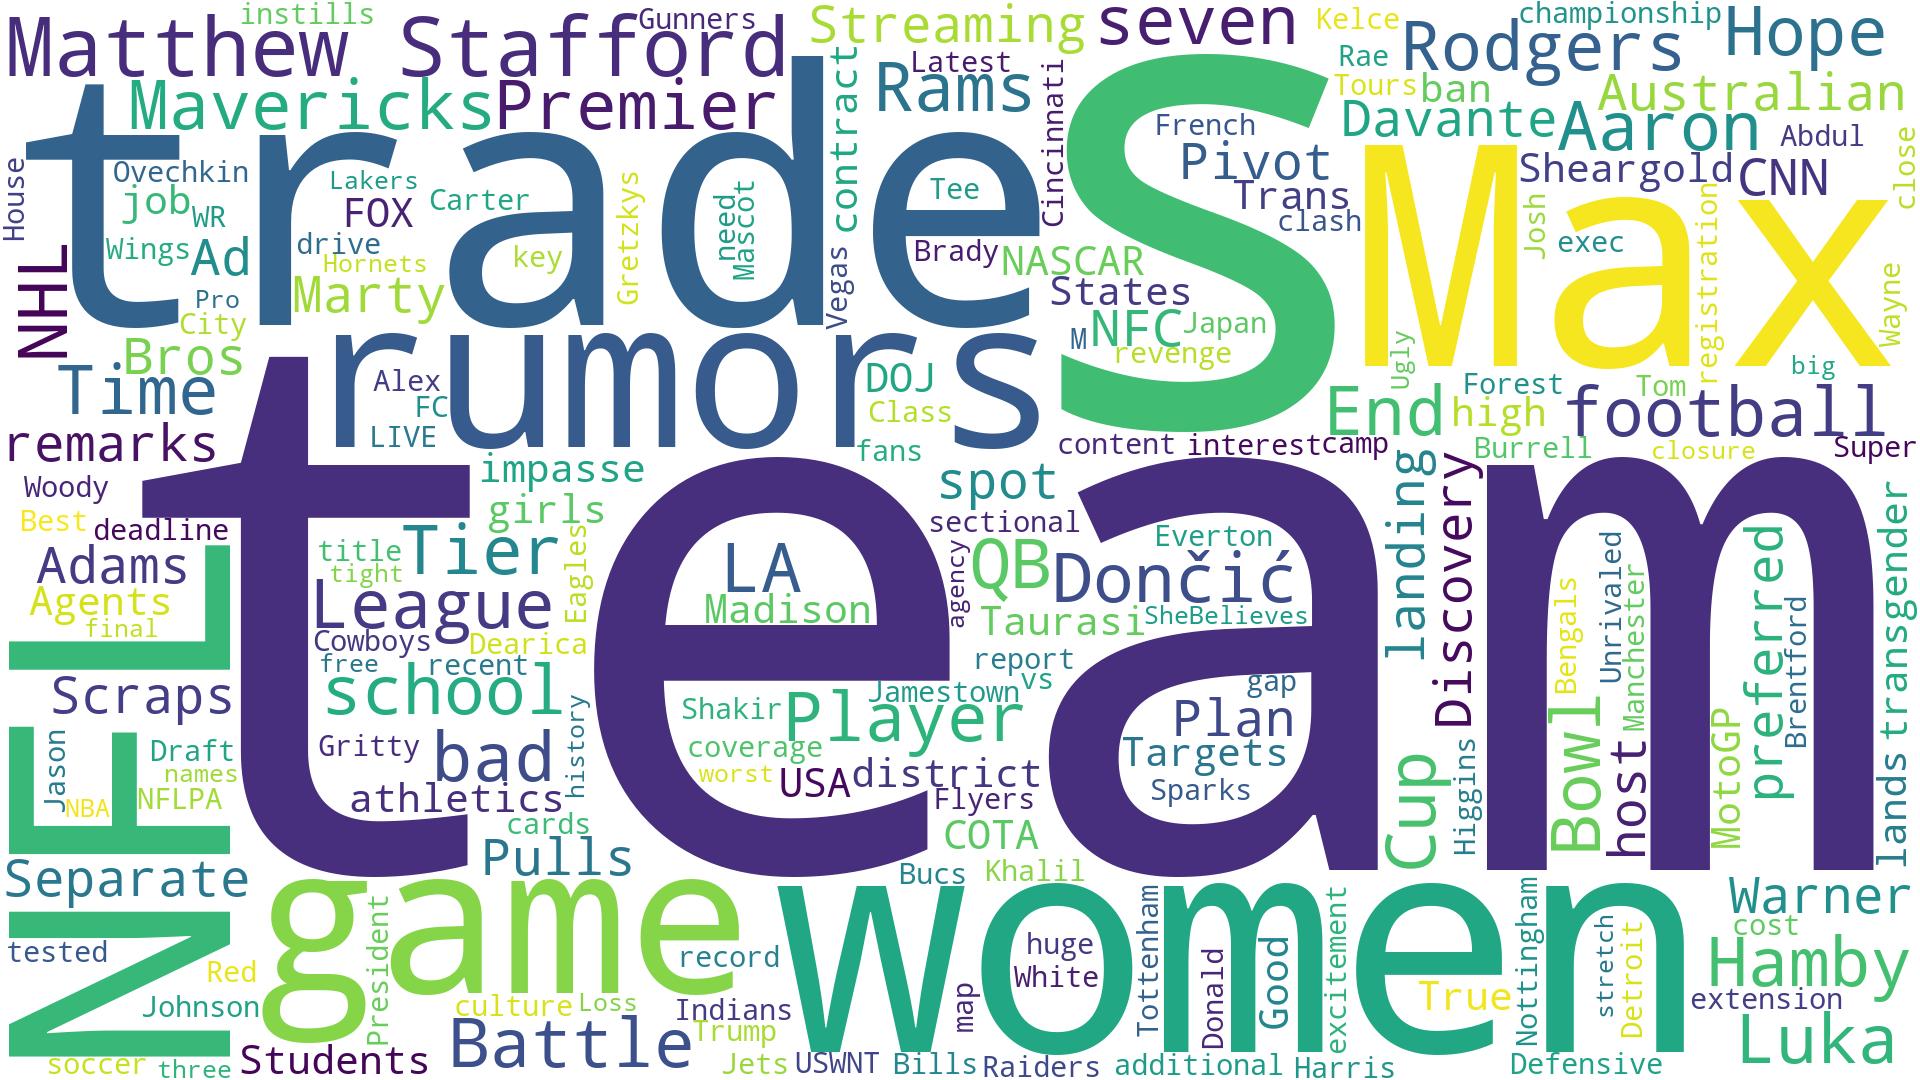 instills
Gunners
Streaming
seven
Kelce
championship
Hope
Matthew Stafford
Latest
Rae
Rodgers
Mavericks
Premier
Rams
contract
Cincinnati
Tours
ban
Australian
trade
S
Max
French
Davante
Aaron
Abdul
close
House
Ovechkin
Lakers
Carter
Gretzkys
need
Mascot
Tee
Pivot
Trans
clash
Sheargold
CNN
job
WR
FOX
Wings
Ad
drive
Hornets
key
Brady
NASCAR
Vegas
Josh
exec
registration
Wayne
NHL
Pro
City
Marty
States
M
NFC
Japan
revenge
Bros
rumors
Ugly
big
Time
Alex
FC
LIVE
DOJ
Class
fans
End
high
Forest
Tom
football
remarks
content
interest
camp
Burrell
closure
Super
team
Woody
impasse
spot
landing
Discovery
Best
deadline
girls
sectional
Everton
Adams
title
tight
Tier
Eagles
LA
agency
QB
Dončić
Agents
final
League
Madison
Taurasi
SheBelieves
Bengals
Unrivaled
Manchester
preferred
Brentford
transgender
Cowboys
Dearica
free
recent
report
vs
gap
Scraps
school
Jamestown
Shakir
Player
Plan
NFL
Jason
Draft
names
NBA
NFLPA
Gritty
bad
history
coverage
worst
Targets
Cup
Higgins
Bowl
host
MotoGP
lands
athletics
USA
district
Sparks
Flyers
cards
COTA
Separate
Pulls
Bucs
Khalil
game
women
Warner
President
tested
Red
record
huge
White
Tottenham
Donald
Good
excitement
True
Nottingham
stretch
Detroit
cost
Hamby
Johnson
culture
Loss
Indians
map
extension
Battle
Trump
Luka
soccer
three
Students
Jets
USWNT
Bills
Raiders
additional
Harris
Defensive